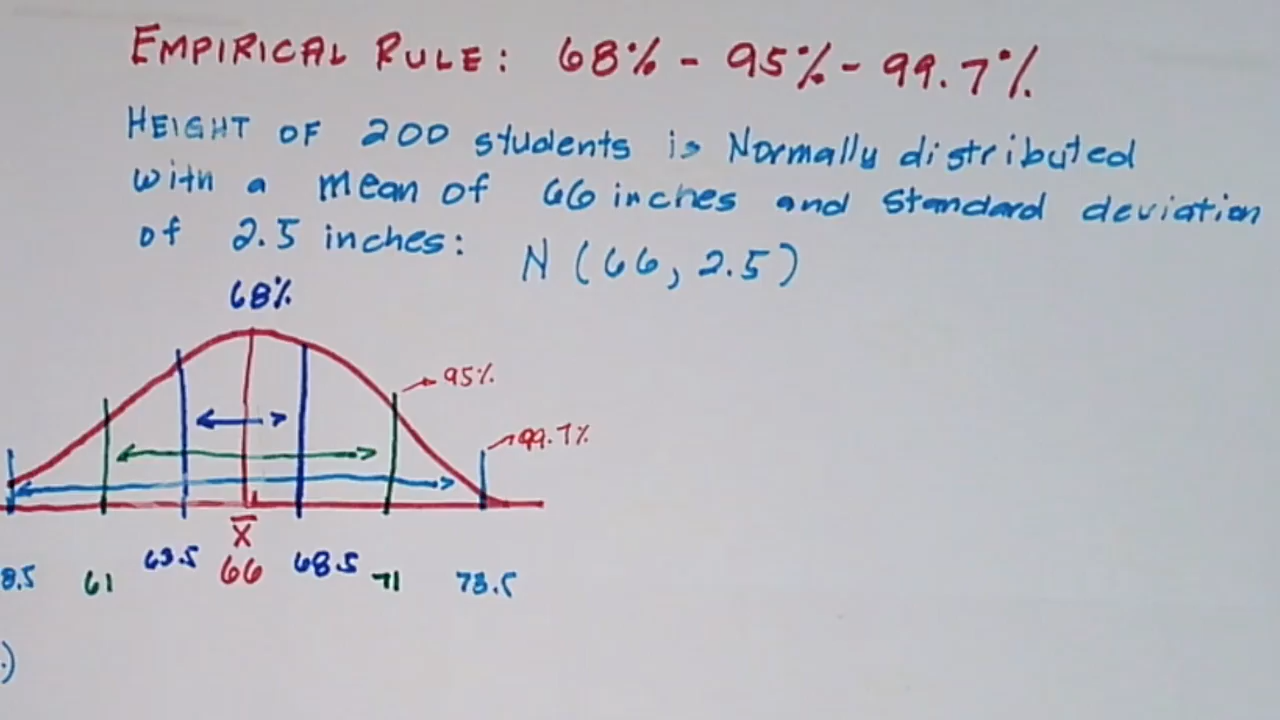 EMPIRICAL RULE: 68% - 95% - 99.7%
HEIGHT OF 200 students is Normally distributed
with a mean of 66 inches and Standard deviation
of 2.5 inches: N (66, 2.5)
68%
95%
99.7%
X̅
8.5 61 63.5 66 68.5 71 73.5
.)